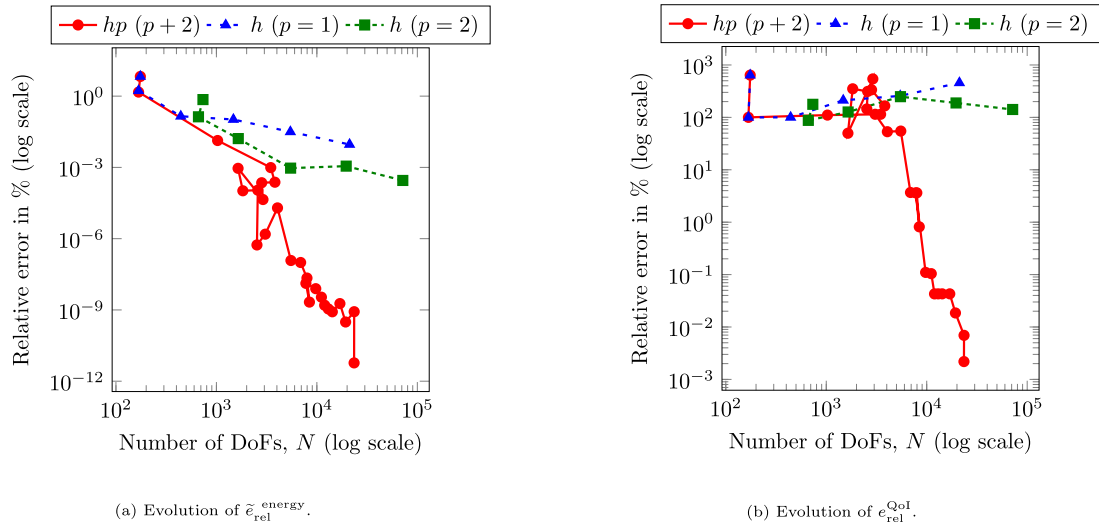 hp (p + 2) h (p = 1) h (p = 2)
Relative error in % (log scale)
10^0
10^−3
10^−6
10^−9
10^−12
10^2 10^3 10^4 10^5
Number of DoFs, N (log scale)
(a) Evolution of ẽ_rel^energy.
hp (p + 2) h (p = 1) h (p = 2)
Relative error in % (log scale)
10^3
10^2
10^1
10^0
10^−1
10^−2
10^−3
10^2 10^3 10^4 10^5
Number of DoFs, N (log scale)
(b) Evolution of e_rel^QoI.